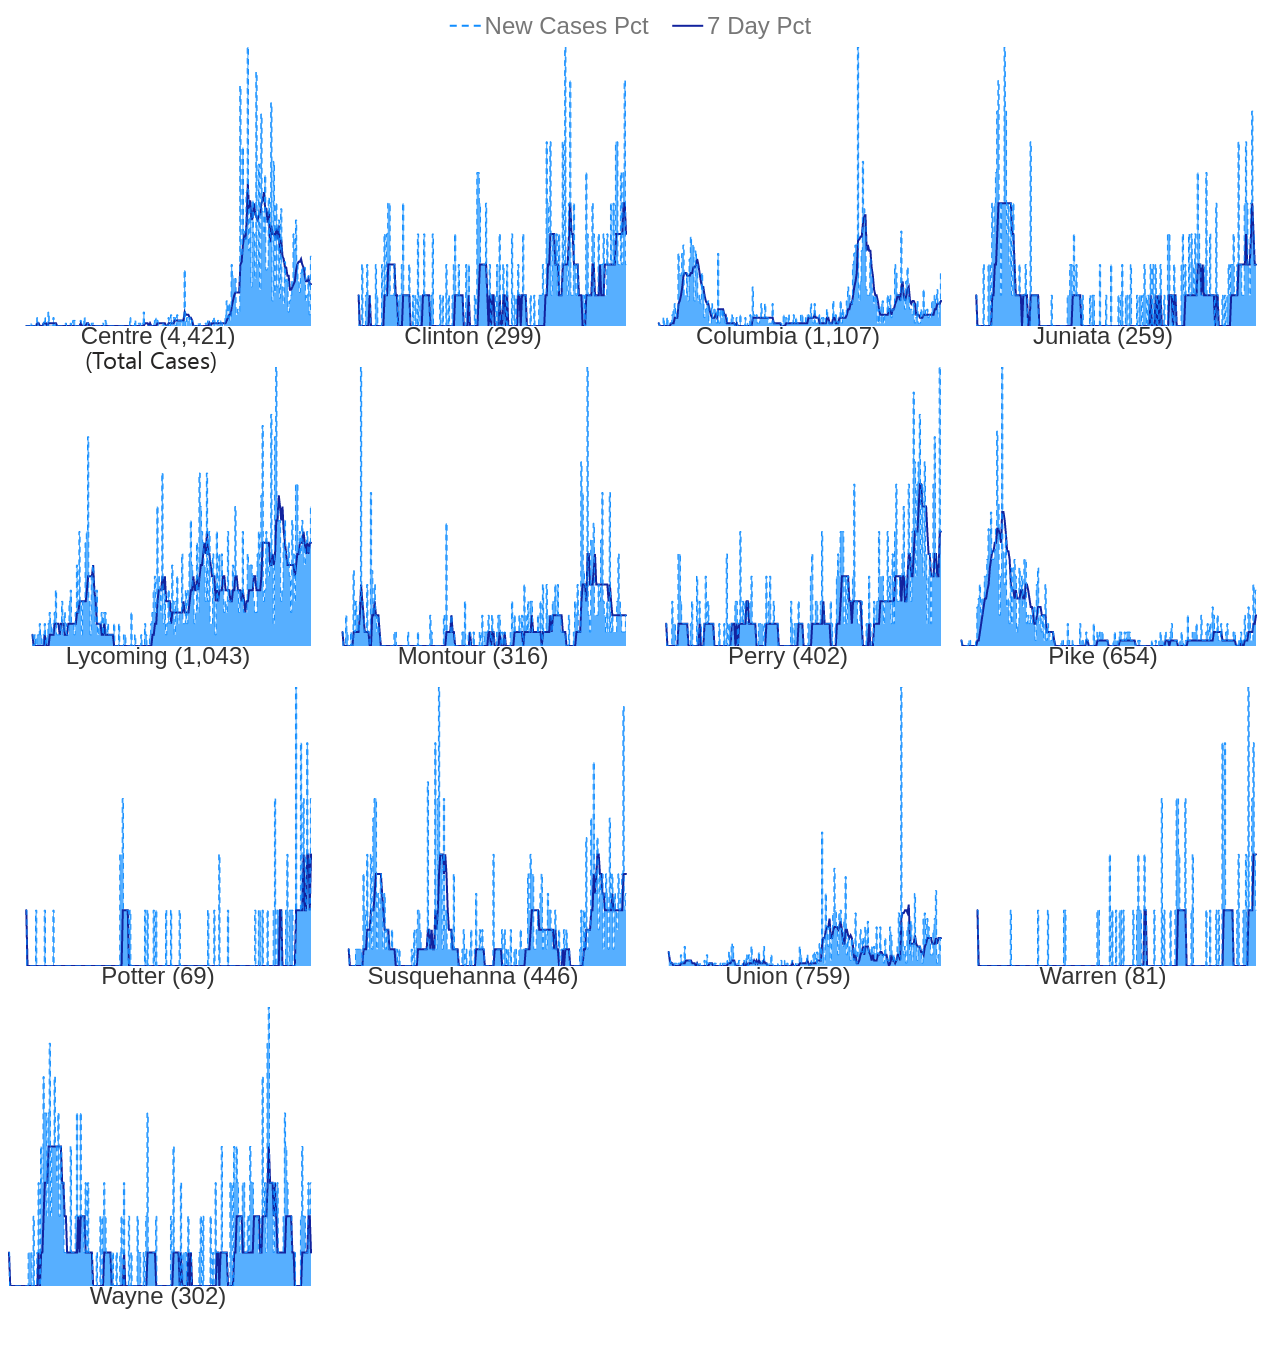 New Cases Pct 7 Day Pct
Centre (4,421) Clinton (299) Columbia (1,107) Juniata (259)
(Total Cases)
Lycoming (1,043) Montour (316) Perry (402) Pike (654)
Potter (69) Susquehanna (446) Union (759) Warren (81)
Wayne (302)